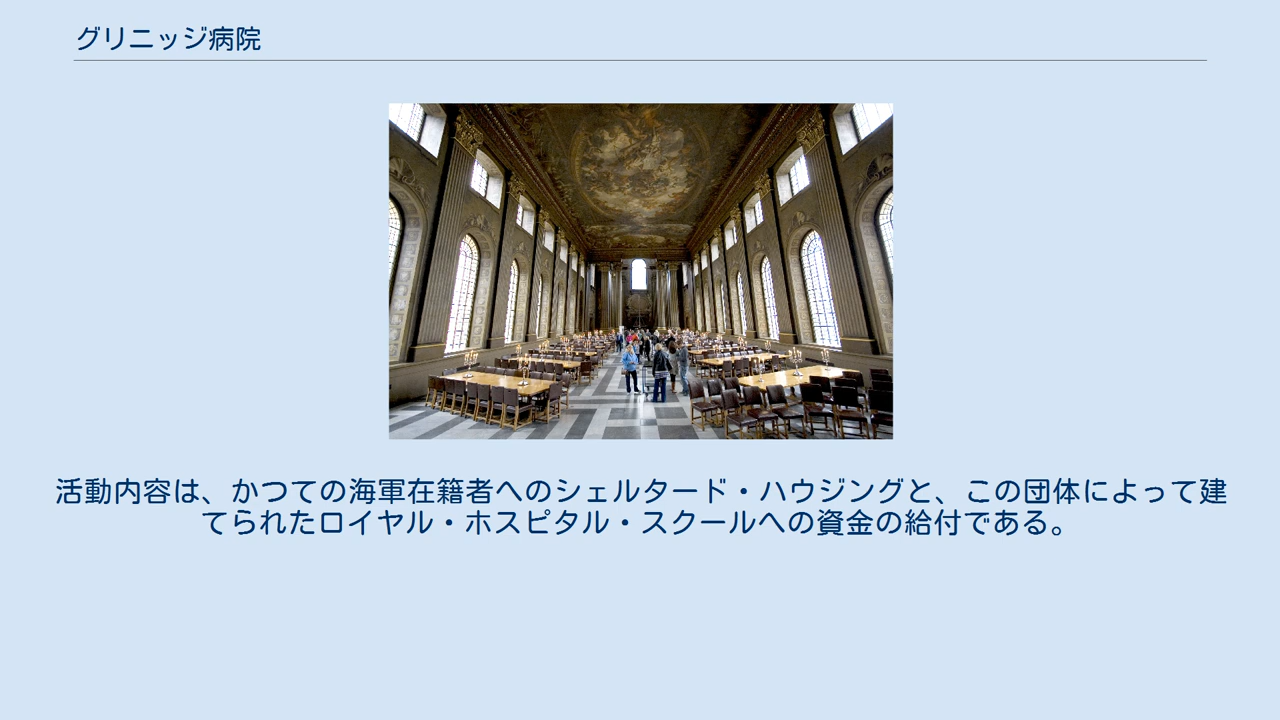 グリニッジ病院
活動内容は、かつての海軍在籍者へのシェルタード・ハウジングと、この団体によって建
てられたロイヤル・ホスピタル・スクールへの資金の給付である。